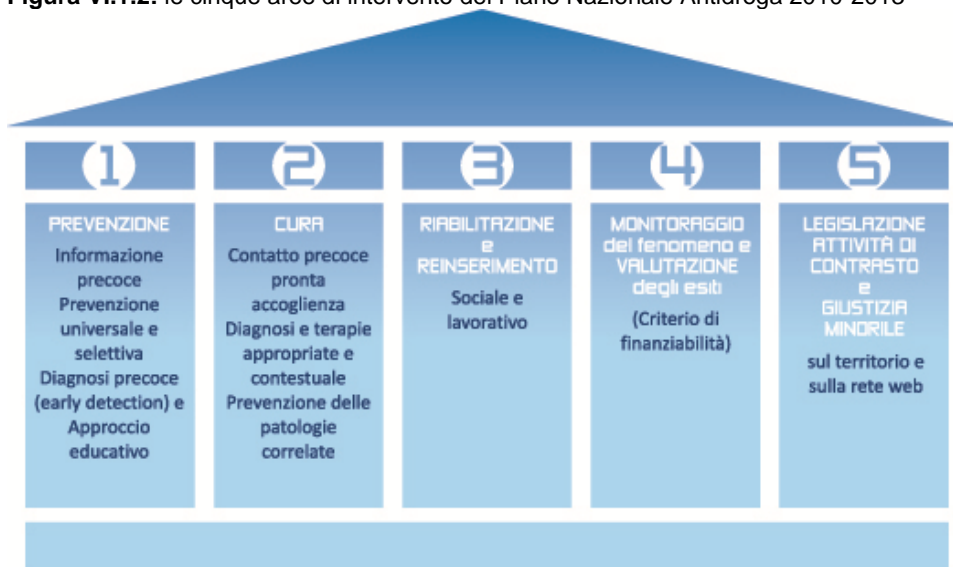 Figura VI.1.2: le cinque aree di intervento del Piano Nazionale Antidroga 2010-2013
1
PREVENZIONE
Informazione
precoce
Prevenzione
universale e
selettiva
Diagnosi precoce
(early detection) e
Approccio
educativo
2
CURA
Contatto precoce
pronta
accoglienza
Diagnosi e terapie
appropriate e
contestuale
Prevenzione delle
patologie
correlate
3
RIABILITAZIONE
e
REINSERIMENTO
Sociale e
lavorativo
4
MONITORAGGIO
del fenomeno e
VALUTAZIONE
degli esiti
(Criterio di
finanziabilità)
5
LEGISLAZIONE
ATTIVITÀ DI
CONTRASTO
e
GIUSTIZIA
MINORILE
sul territorio e
sulla rete web